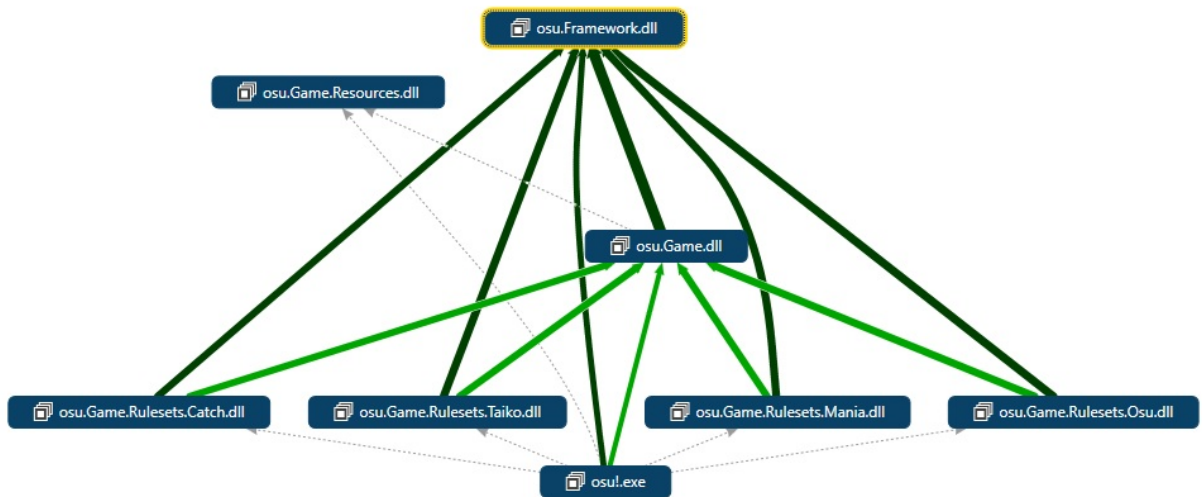 osu.Framework.dll
osu.Game.Resources.dll
osu.Game.dll
osu.Game.Rulesets.Catch.dll
osu.Game.Rulesets.Taiko.dll
osu.Game.Rulesets.Mania.dll
osu.Game.Rulesets.Osu.dll
osu!.exe